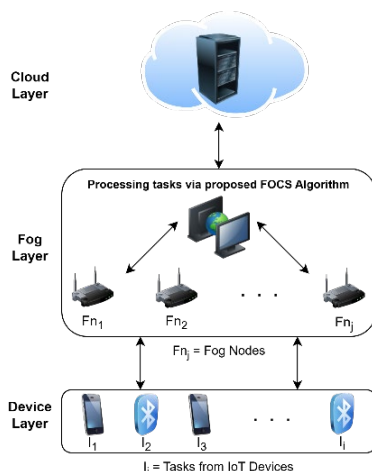 Cloud
Layer
Processing tasks via proposed FOCS Algorithm
Fog
Layer
Fn1 Fn2 . . . Fnj
Fnj = Fog Nodes
Device
Layer
I1 I2 I3 . . . Ii
Ii = Tasks from IoT Devices